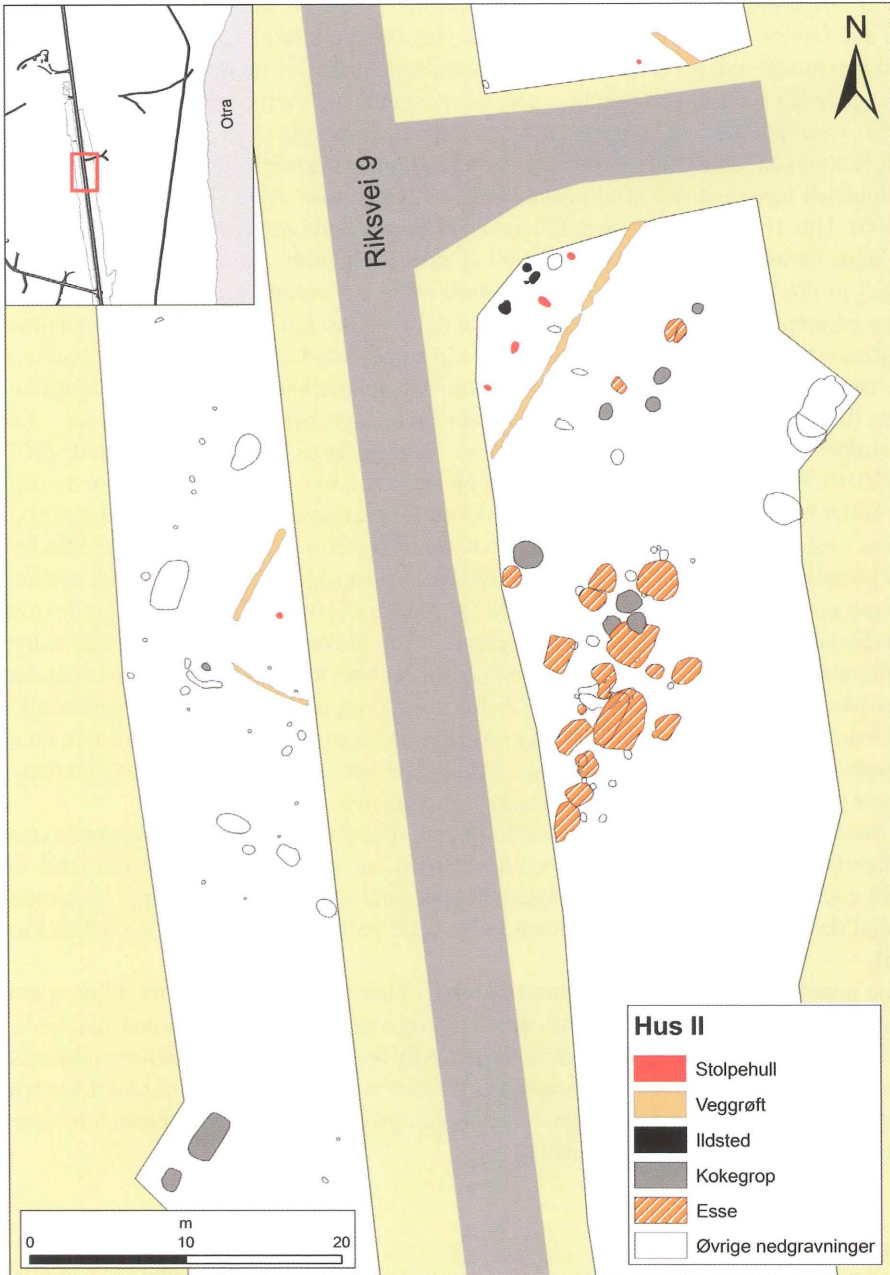 Otra
N
Riksvei 9
Hus II
Stolpehull
Veggrøft
Ildsted
Kokegrop
Esse
Øvrige nedgravninger
m
0 10 20